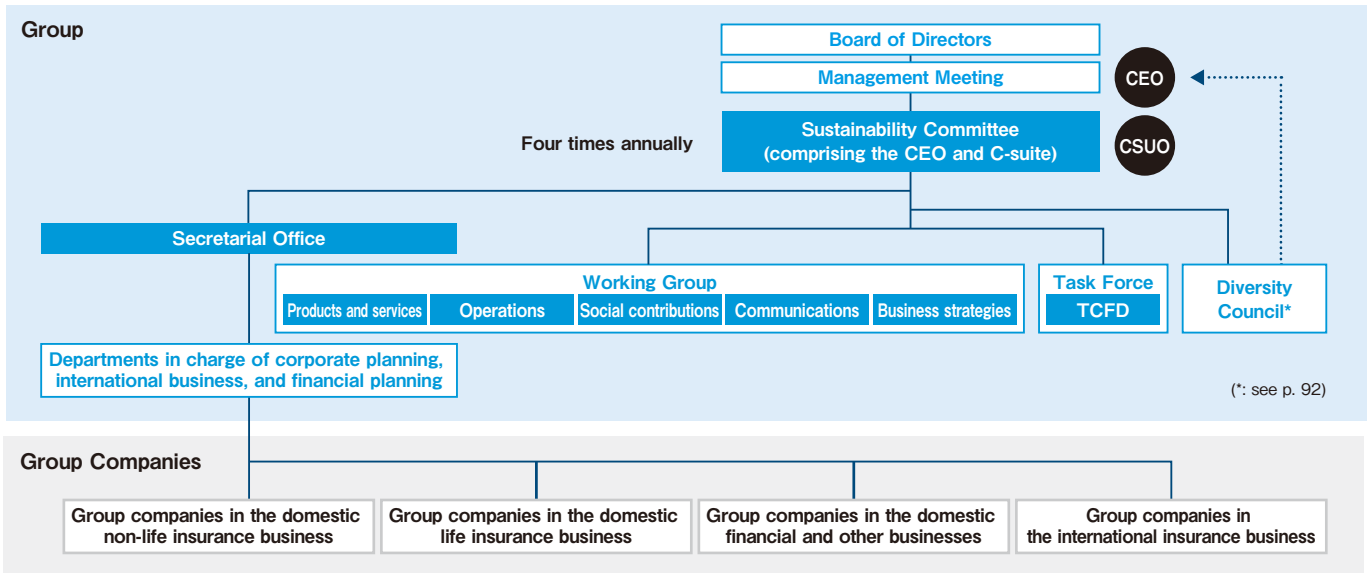 Group
Board of Directors
Management Meeting
CEO
Four times annually
Sustainability Committee
(comprising the CEO and C-suite)
CSUO
Secretarial Office
Working Group
Products and services
Operations
Social contributions
Communications
Business strategies
Task Force
TCFD
Diversity
Council*
Departments in charge of corporate planning,
international business, and financial planning
(*: see p. 92)
Group Companies
Group companies in the domestic
non-life insurance business
Group companies in the domestic
life insurance business
Group companies in the domestic
financial and other businesses
Group companies in
the international insurance business